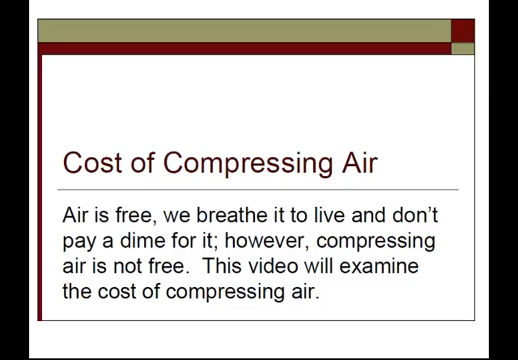 Cost of Compressing Air
Air is free, we breathe it to live and don't
pay a dime for it; however, compressing
air is not free.  This video will examine
the cost of compressing air.